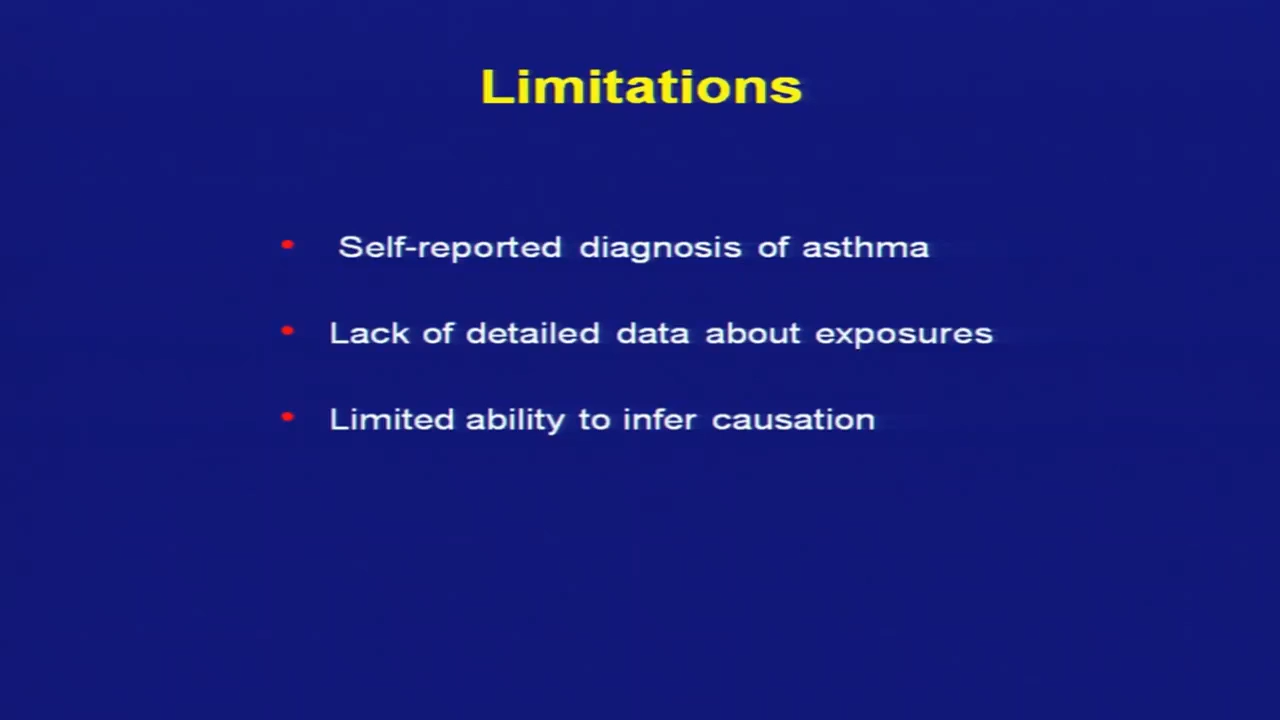 Limitations
• Self-reported diagnosis of asthma
• Lack of detailed data about exposures
• Limited ability to infer causation